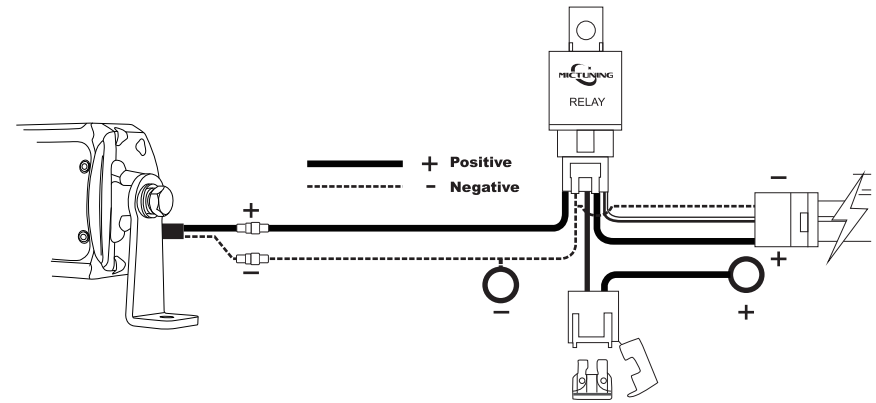 MICTUNING
RELAY
+ Positive
- Negative
+
−
−
−
+
+